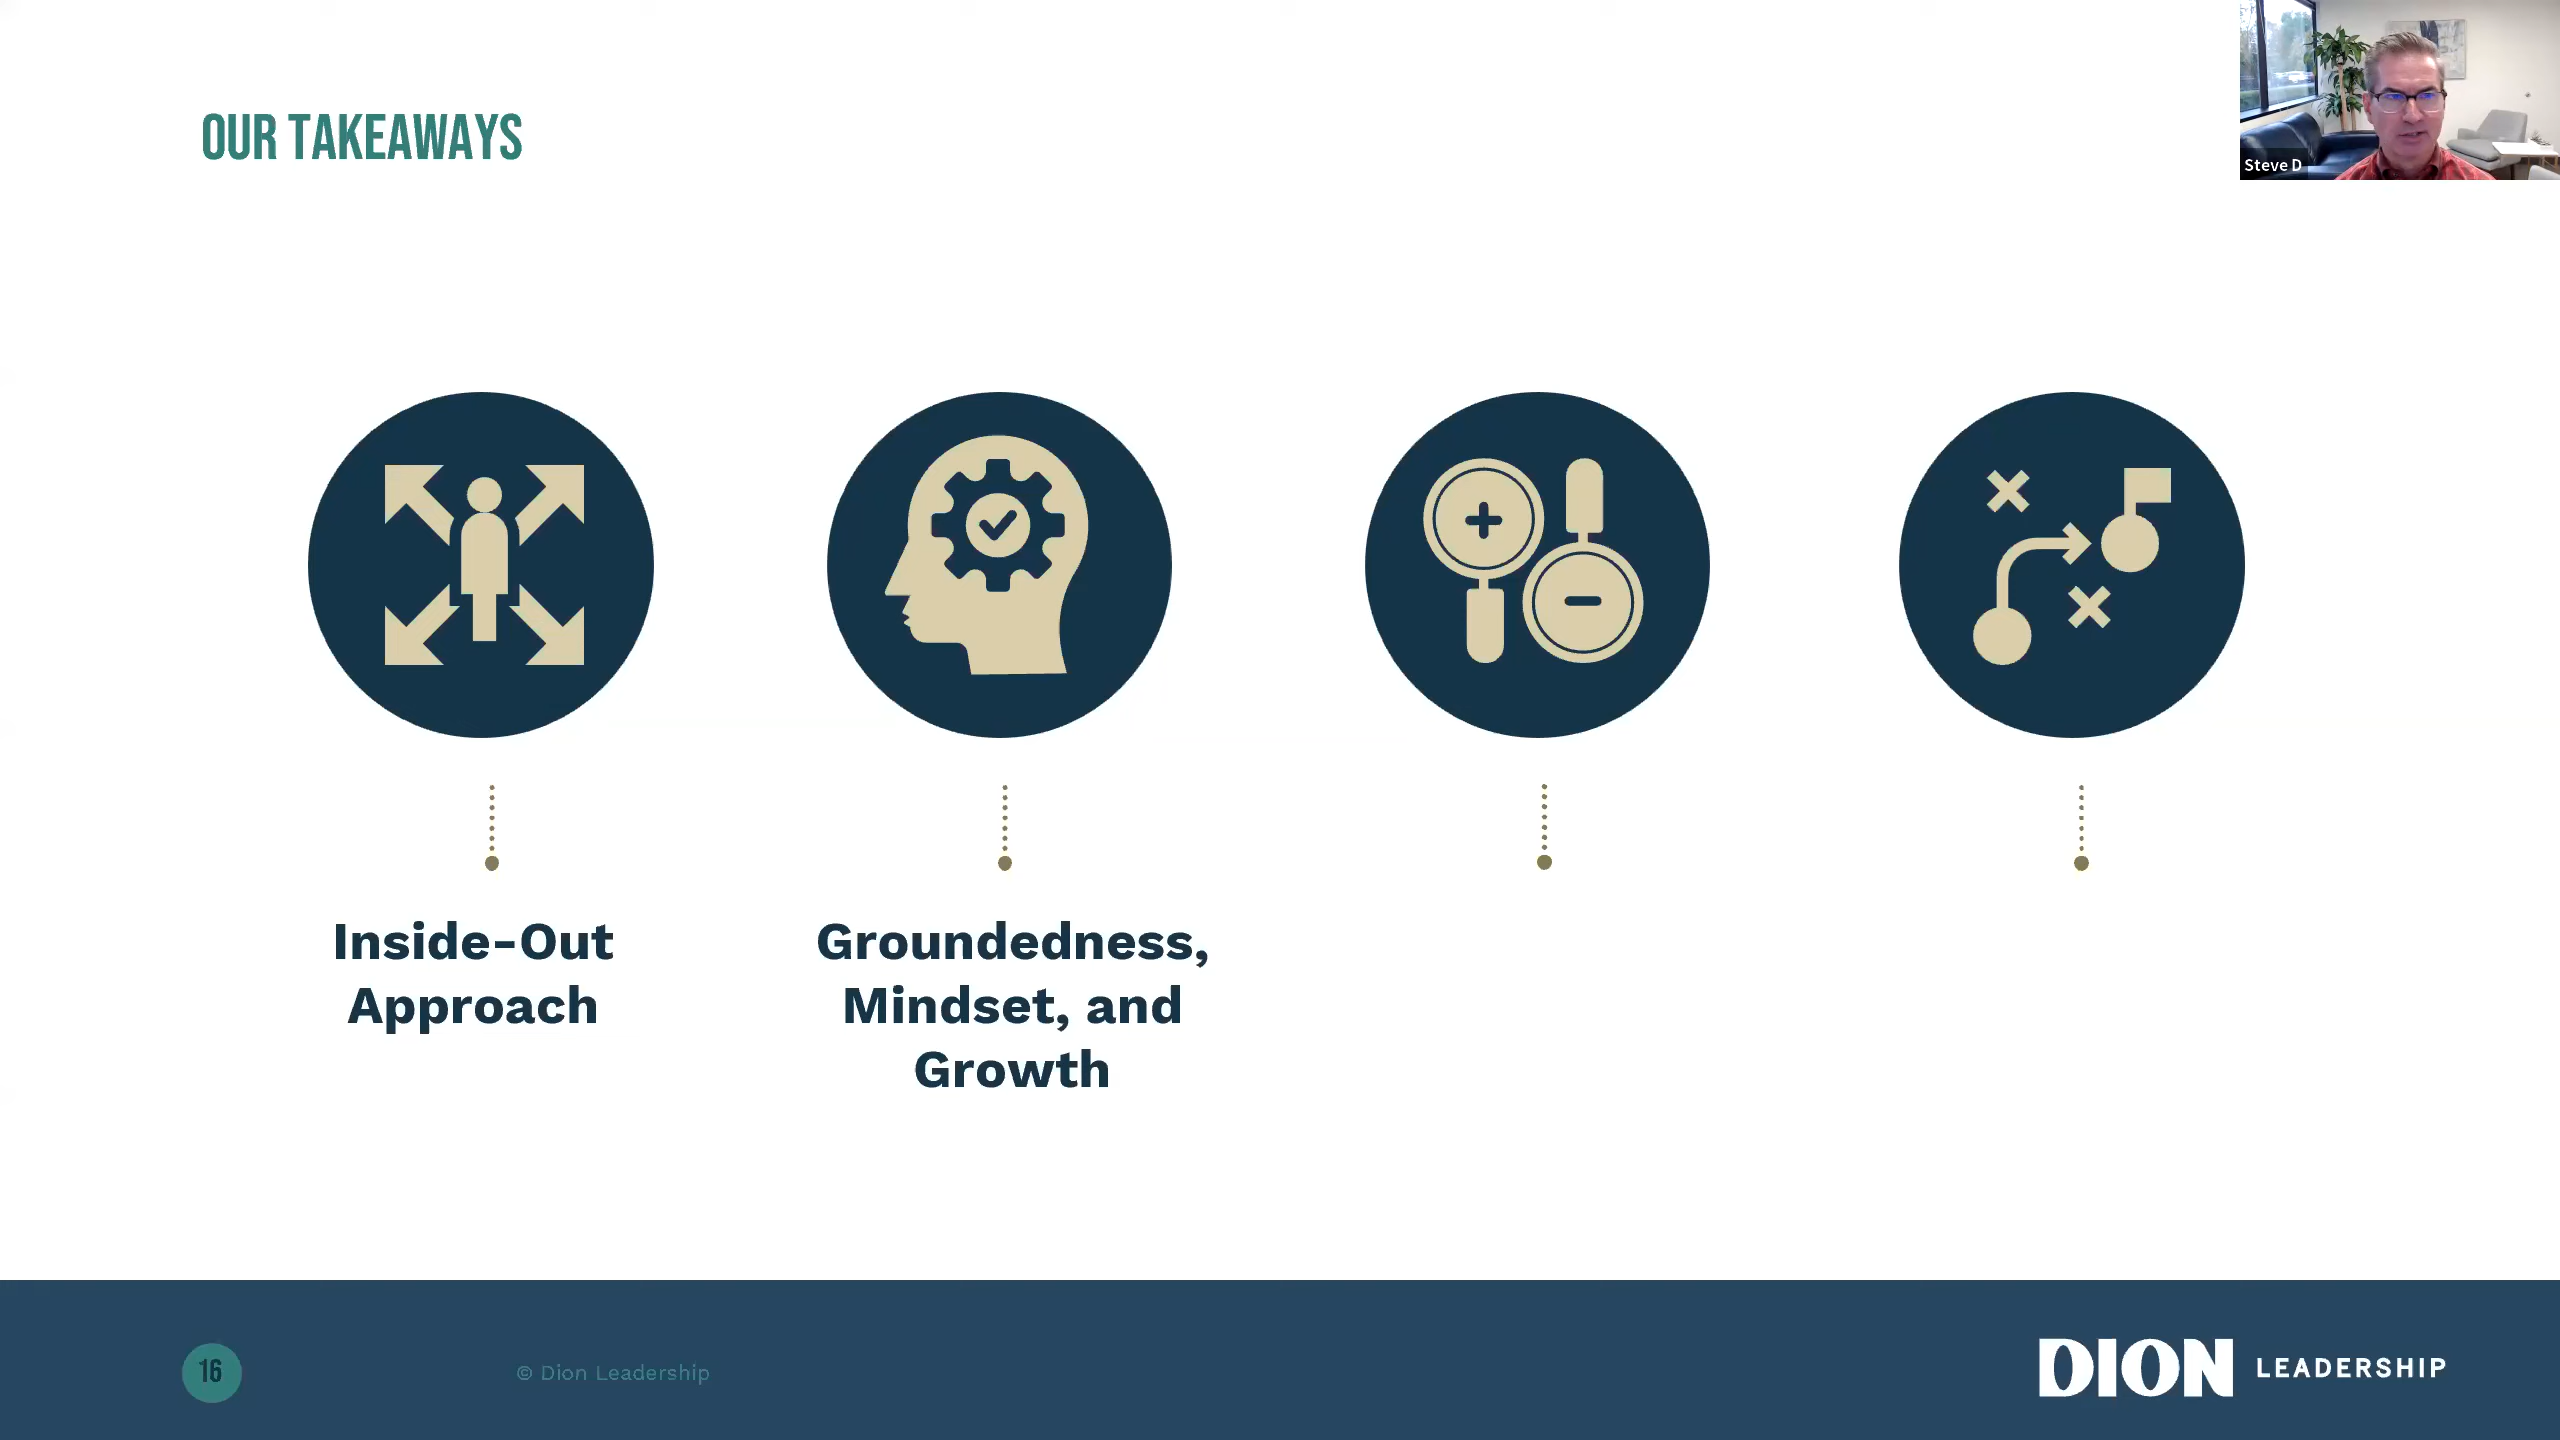 OUR TAKEAWAYS
Steve D
Inside-Out
Approach
Groundedness,
Mindset, and
Growth
16
© Dion Leadership
DION LEADERSHIP